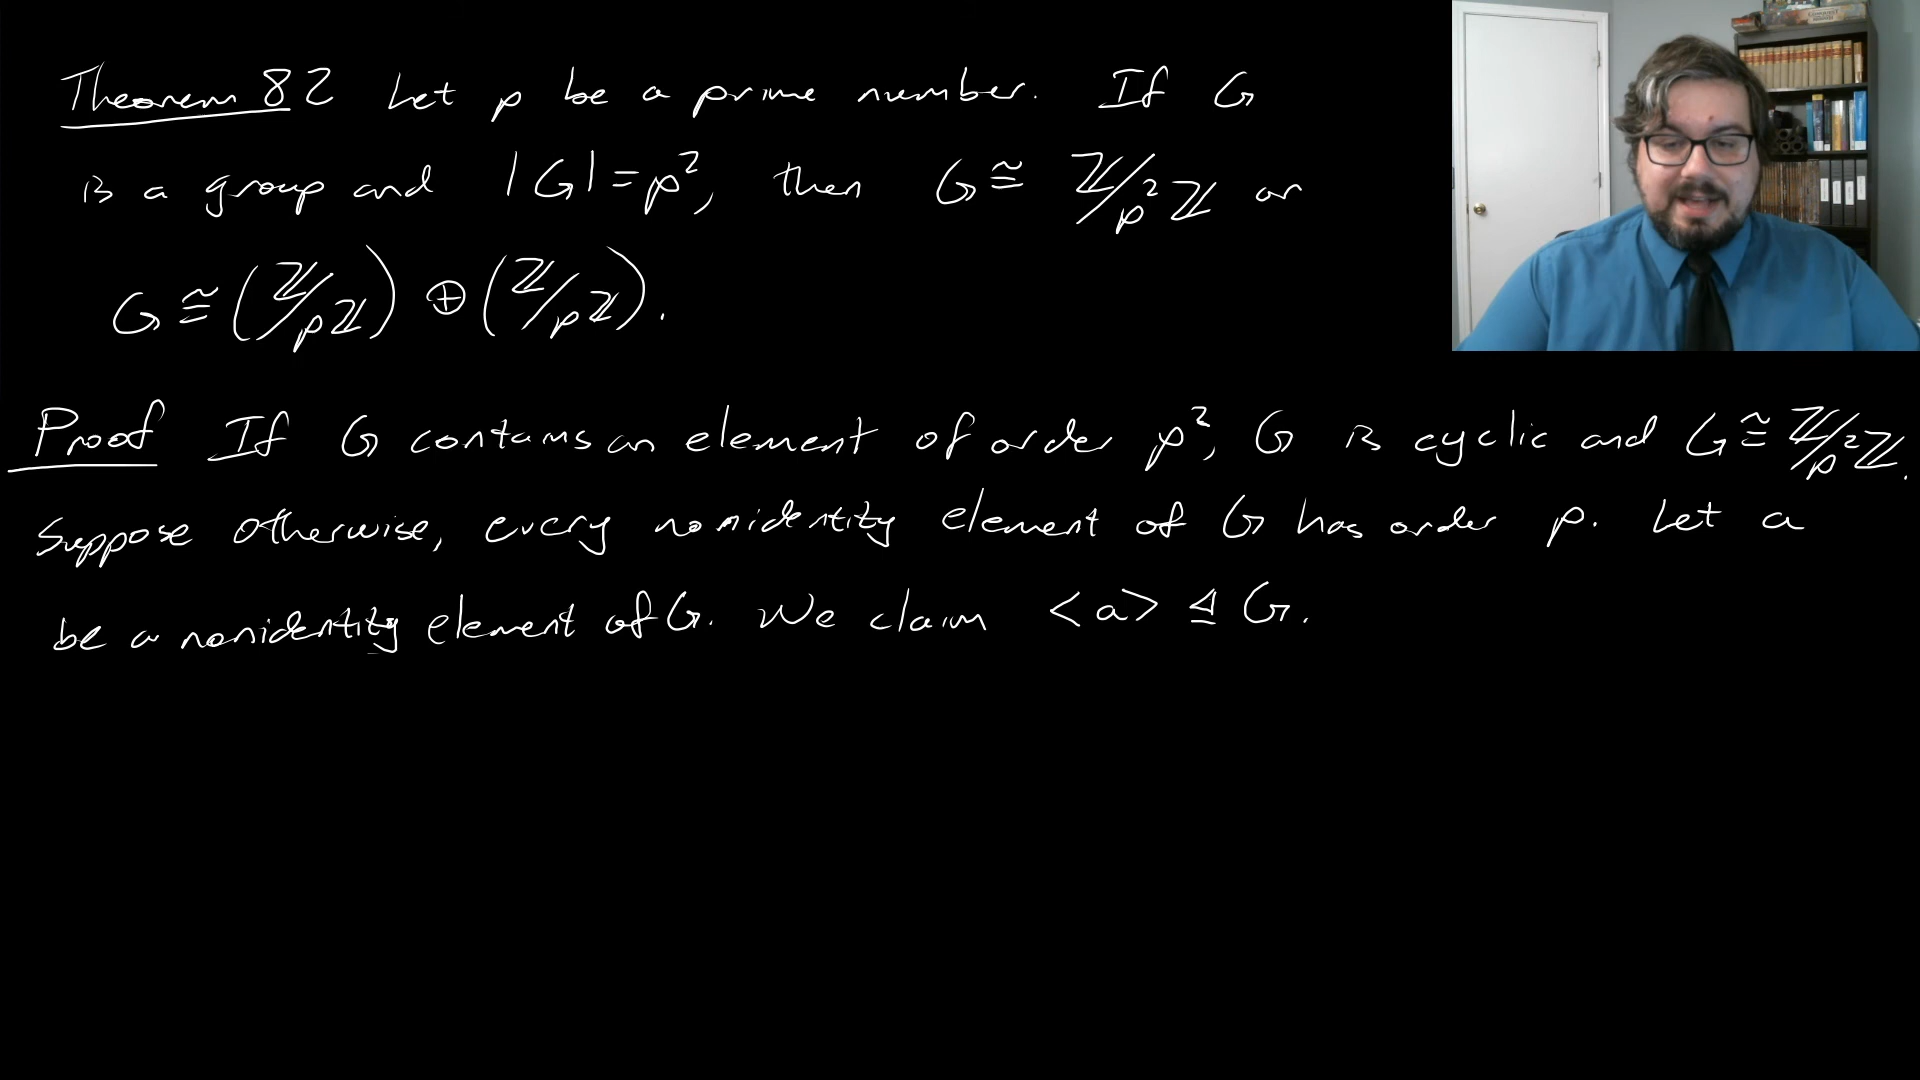 Theorem 82 Let p be a prime number. If G
is a group and |G| = p², then G ≅ ℤ/p²ℤ or
G ≅ (ℤ/pℤ) ⊕ (ℤ/pℤ).
Proof If G contains an element of order p², G is cyclic and G ≅ ℤ/p²ℤ.
Suppose otherwise, every nonidentity element of G has order p. Let a
be a nonidentity element of G. We claim <a> ⊴ G.